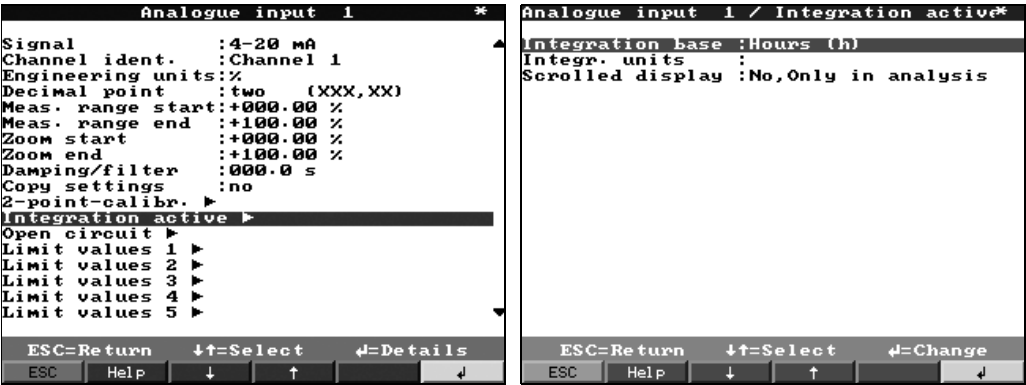 Analogue input 1 *
Signal :4-20 mA
Channel ident. :Channel 1
Engineering units:%
Decimal point :two (XXX,XX)
Meas. range start:+000.00 %
Meas. range end :+100.00 %
Zoom start :+000.00 %
Zoom end :+100.00 %
Damping/filter :000.0 s
Copy settings :no
2-point-calibr. ►
Integration active ►
Open circuit ►
Limit values 1 ►
Limit values 2 ►
Limit values 3 ►
Limit values 4 ►
Limit values 5 ►
ESC=Return ↓↑=Select ↵=Details
ESC Help ↓ ↑ ↵
Analogue input 1 / Integration active*
Integration base :Hours (h)
Integr. units :
Scrolled display :No,Only in analysis
ESC=Return ↓↑=Select ↵=Change
ESC Help ↓ ↑ ↵